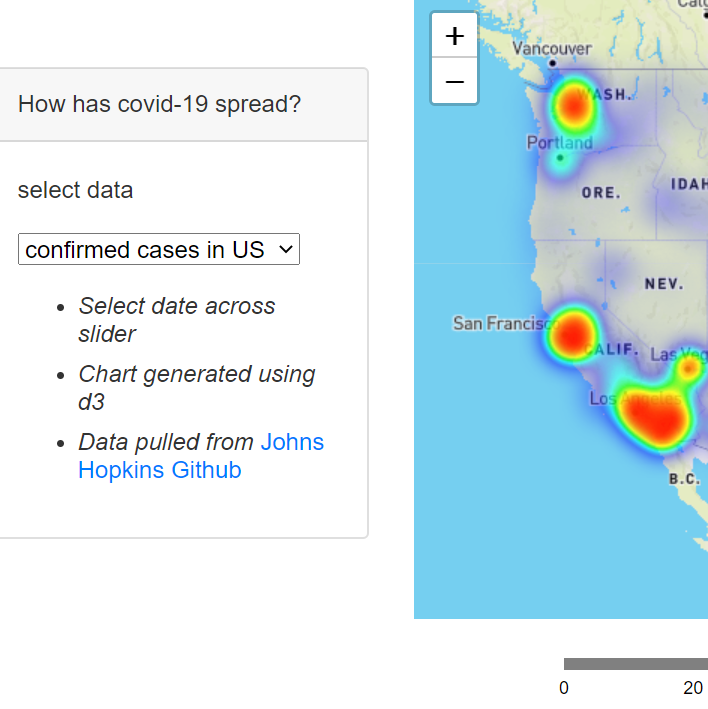 How has covid-19 spread?
select data
confirmed cases in US
Select date across
slider
Chart generated using
d3
Data pulled from Johns
Hopkins Github
+
−
Vancouver
WASH.
Portland
ORE.
IDAH
NEV.
San Francisc
CALIF.
Las Veg
Los Angeles
B.C.
0
20